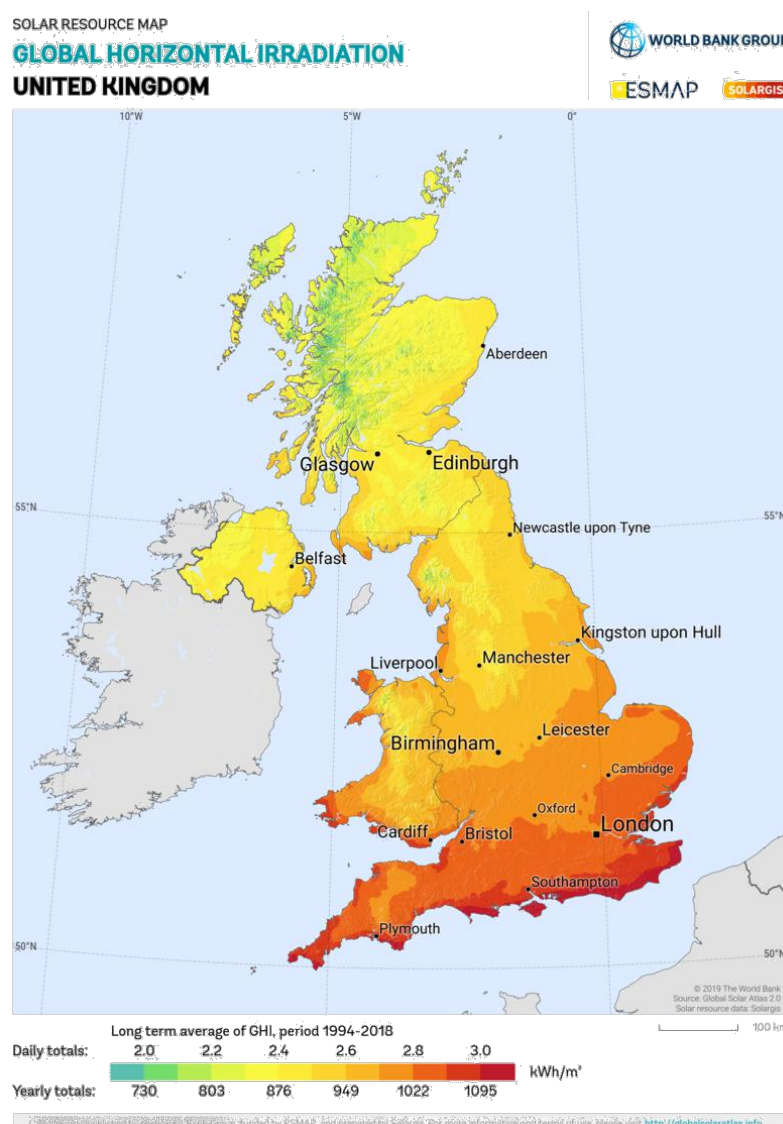 SOLAR RESOURCE MAP
GLOBAL HORIZONTAL IRRADIATION
UNITED KINGDOM
WORLD BANK GROUP
ESMAP
SOLARGIS
10°W
5°W
0°
Aberdeen
Glasgow
Edinburgh
55°N
55°N
Newcastle upon Tyne
Belfast
Kingston upon Hull
Liverpool
Manchester
Leicester
Birmingham
Cambridge
Oxford
London
Cardiff
Bristol
Southampton
Plymouth
50°N
50°N
© 2019 The World Bank
Source: Global Solar Atlas 2.0
Solar resource data: Solargis
Long term average of GHI, period 1994-2018
100 km
Daily totals: 2.0 2.2 2.4 2.6 2.8 3.0
kWh/m²
Yearly totals: 730 803 876 949 1022 1095
http://globalsolaratlas.info